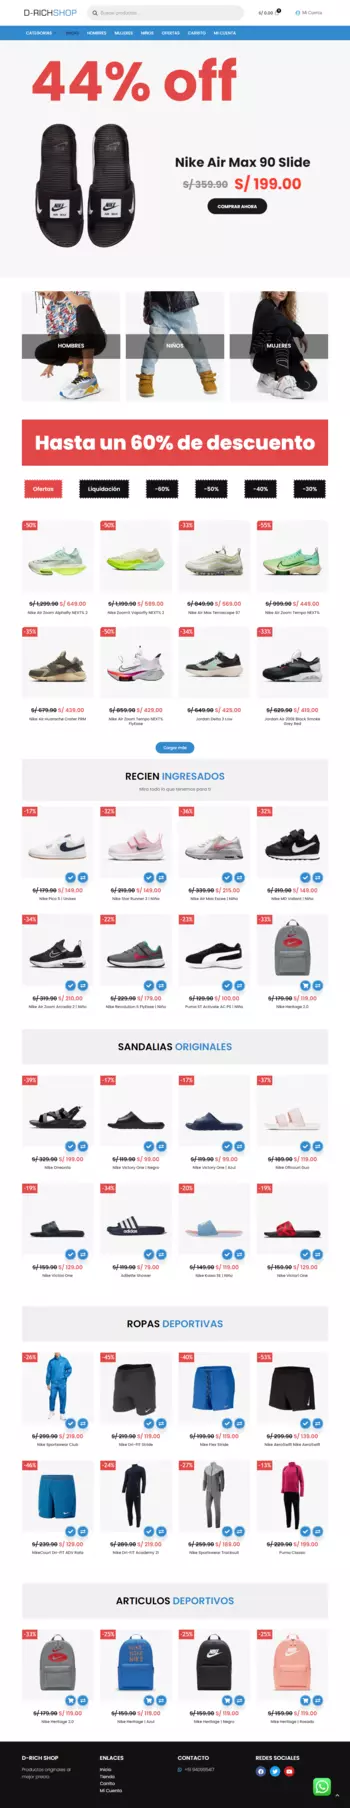 D-RICHSHOP
Buscar productos...
S/ 0.00
Mi Cuenta
CATEGORÍAS
INICIO
HOMBRES
MUJERES
NIÑOS
OFERTAS
CARRITO
MI CUENTA
44% off
Nike Air Max 90 Slide
S/ 359.90 S/ 199.00
COMPRAR AHORA
HOMBRES
NIÑOS
MUJERES
Hasta un 60% de descuento
Ofertas
Liquidación
-60%
-50%
-40%
-30%
-50%
-50%
-33%
-55%
S/ 1,299.90 S/ 649.00
S/ 1,199.90 S/ 599.00
S/ 849.90 S/ 569.00
S/ 999.90 S/ 449.00
Nike Air Zoom Alphafly NEXT% 2
Nike ZoomX Vaporfly NEXT% 2
Nike Air Max Terrascape 97
Nike Air Zoom Tempo NEXT%
-35%
-50%
-34%
-33%
S/ 679.90 S/ 439.00
S/ 859.90 S/ 429.00
S/ 649.90 S/ 429.00
S/ 629.90 S/ 419.00
Nike Air Huarache Crater PRM
Nike Air Zoom Tempo NEXT%
FlyEase
Jordan Delta 2 Low
Jordan Air 200E Black Smoke
Grey Red
Cargar más
RECIEN INGRESADOS
Mira todo lo que tenemos para ti
-17%
-32%
-36%
-32%
S/ 179.90 S/ 149.00
S/ 219.90 S/ 149.00
S/ 339.90 S/ 215.00
S/ 219.90 S/ 149.00
Nike Pico 5 | Unisex
Nike Star Runner 3 | Niño
Nike Air Max Excee | Niño
Nike MD Valiant | Niño
-34%
-22%
-23%
-33%
S/ 319.90 S/ 210.00
S/ 229.90 S/ 179.00
S/ 129.90 S/ 100.00
S/ 179.90 S/ 119.00
Nike Air Zoom Arcadia 2 | Niño
Nike Revolution 6 FlyEase | Niño
Puma ST Activate AC PS | Niño
Nike Heritage 2.0
SANDALIAS ORIGINALES
-39%
-17%
-17%
-37%
S/ 329.90 S/ 199.00
S/ 119.90 S/ 99.00
S/ 119.90 S/ 99.00
S/ 189.90 S/ 119.00
Nike Oneonta
Nike Victory One | Negro
Nike Victory One | Azul
Nike Offcourt Duo
-19%
-34%
-20%
-19%
S/ 159.90 S/ 129.00
S/ 119.90 S/ 79.00
S/ 149.90 S/ 119.00
S/ 159.90 S/ 129.00
Nike Victori One
Nike Kawa SE | Niño
Nike Victori One
ROPAS DEPORTIVAS
-26%
-45%
-40%
-53%
S/ 299.90 S/ 219.00
S/ 219.90 S/ 119.00
S/ 199.90 S/ 119.00
S/ 299.90 S/ 139.00
Nike Sportswear Club
Nike Dri-FIT Stride
Nike Flex Stride
Nike AeroSwift Nike AeroSwift
-46%
-24%
-27%
-13%
S/ 239.90 S/ 129.00
S/ 289.90 S/ 219.00
S/ 259.90 S/ 189.00
S/ 229.90 S/ 199.00
NikeCourt Dri-FIT ADV Rafa
Nike Dri-FIT Academy 21
Nike Sportswear Tracksuit
Puma Classic
ARTICULOS DEPORTIVOS
-33%
-25%
-25%
-25%
S/ 179.90 S/ 119.00
S/ 159.90 S/ 119.00
S/ 159.90 S/ 119.00
S/ 159.90 S/ 119.00
Nike Heritage 2.0
Nike Heritage | Azul
Nike Heritage | Negro
Nike Heritage | Rosado
D-RICH SHOP
ENLACES
CONTACTO
REDES SOCIALES
Productos originales al
mejor precio.
Inicio
Tienda
Carrito
Mi Cuenta